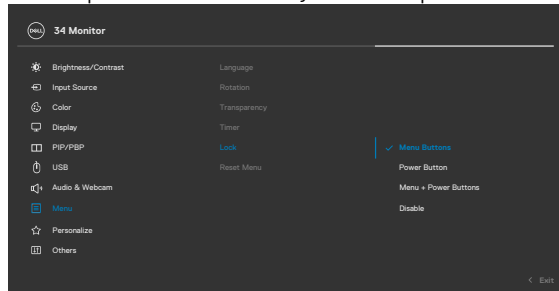 DELL 34 Monitor
Brightness/Contrast
Input Source
Color
Display
PIP/PBP
USB
Audio & Webcam
Menu
Personalize
Others
Language
Rotation
Transparency
Timer
Lock
Reset Menu
Menu Buttons
Power Button
Menu + Power Buttons
Disable
Exit